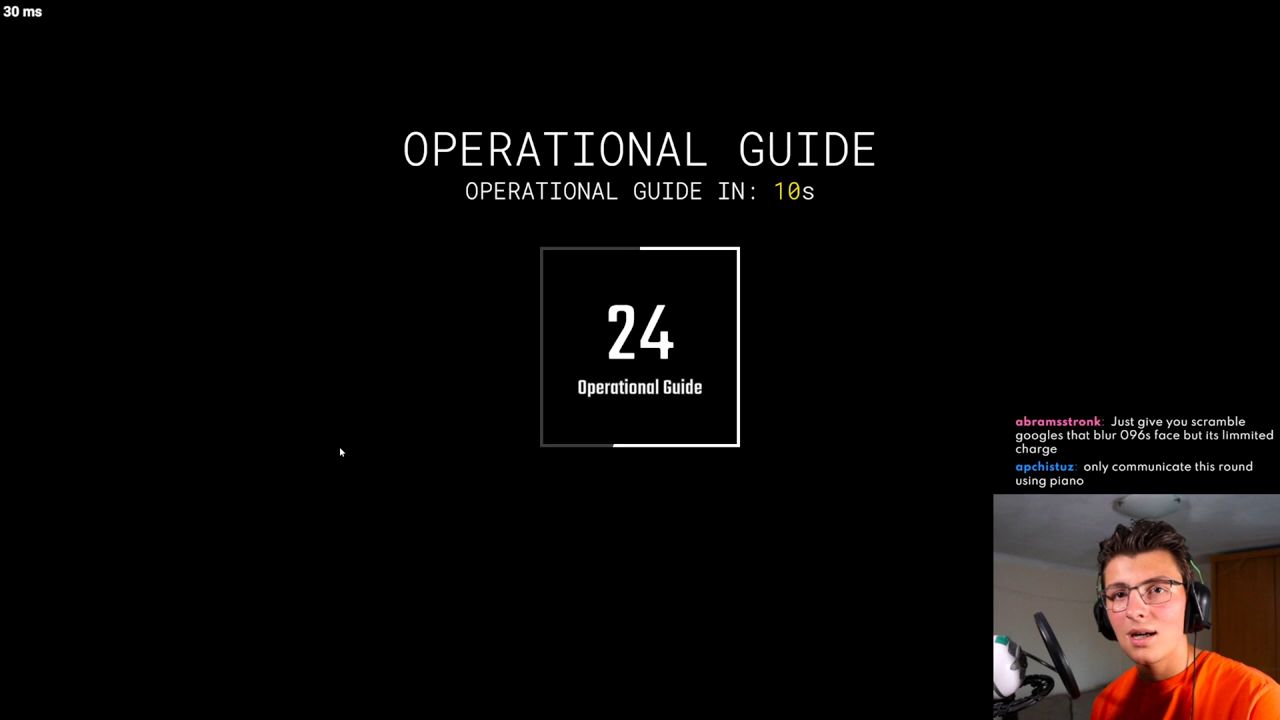 30 ms
OPERATIONAL GUIDE
OPERATIONAL GUIDE IN: 10s
24
Operational Guide
abramsstronk: Just give you scramble
googles that blur 096s face but its limmited
charge
apchistuz: only communicate this round
using piano